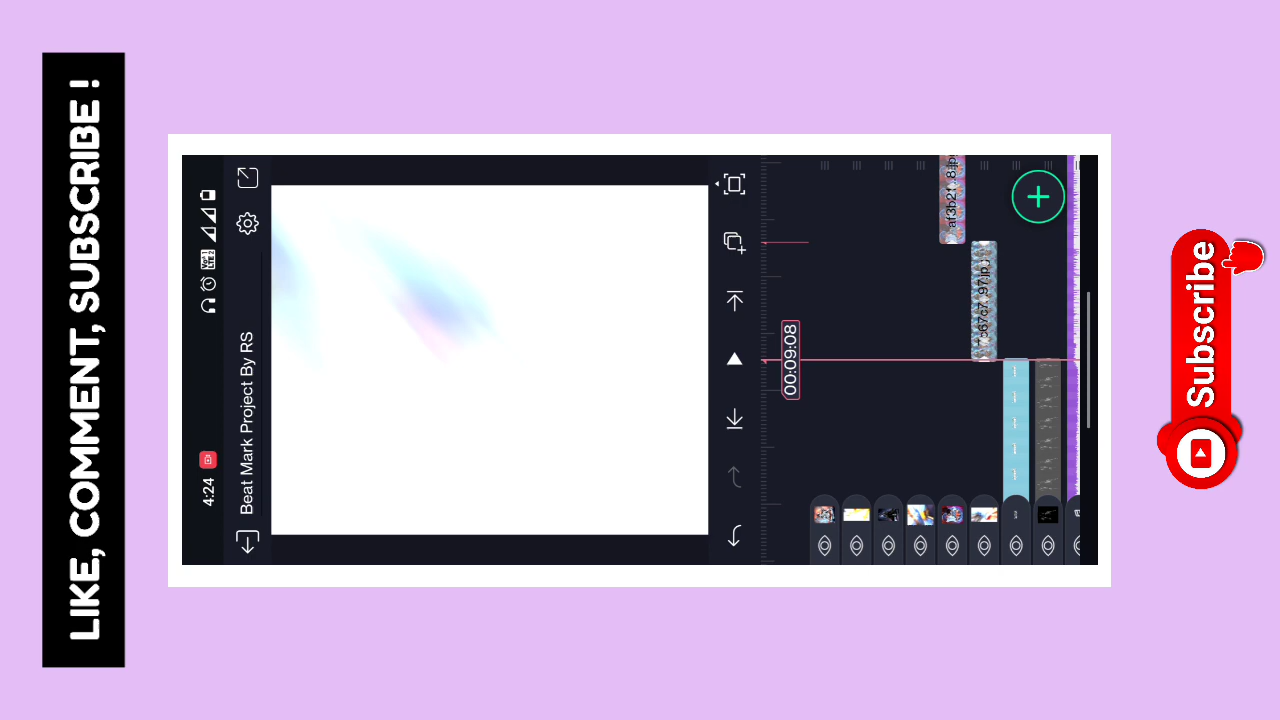 LIKE, COMMENT, SUBSCRIBE !
4:24
Beat Mark Project By RS
00:09:08
Subscribe